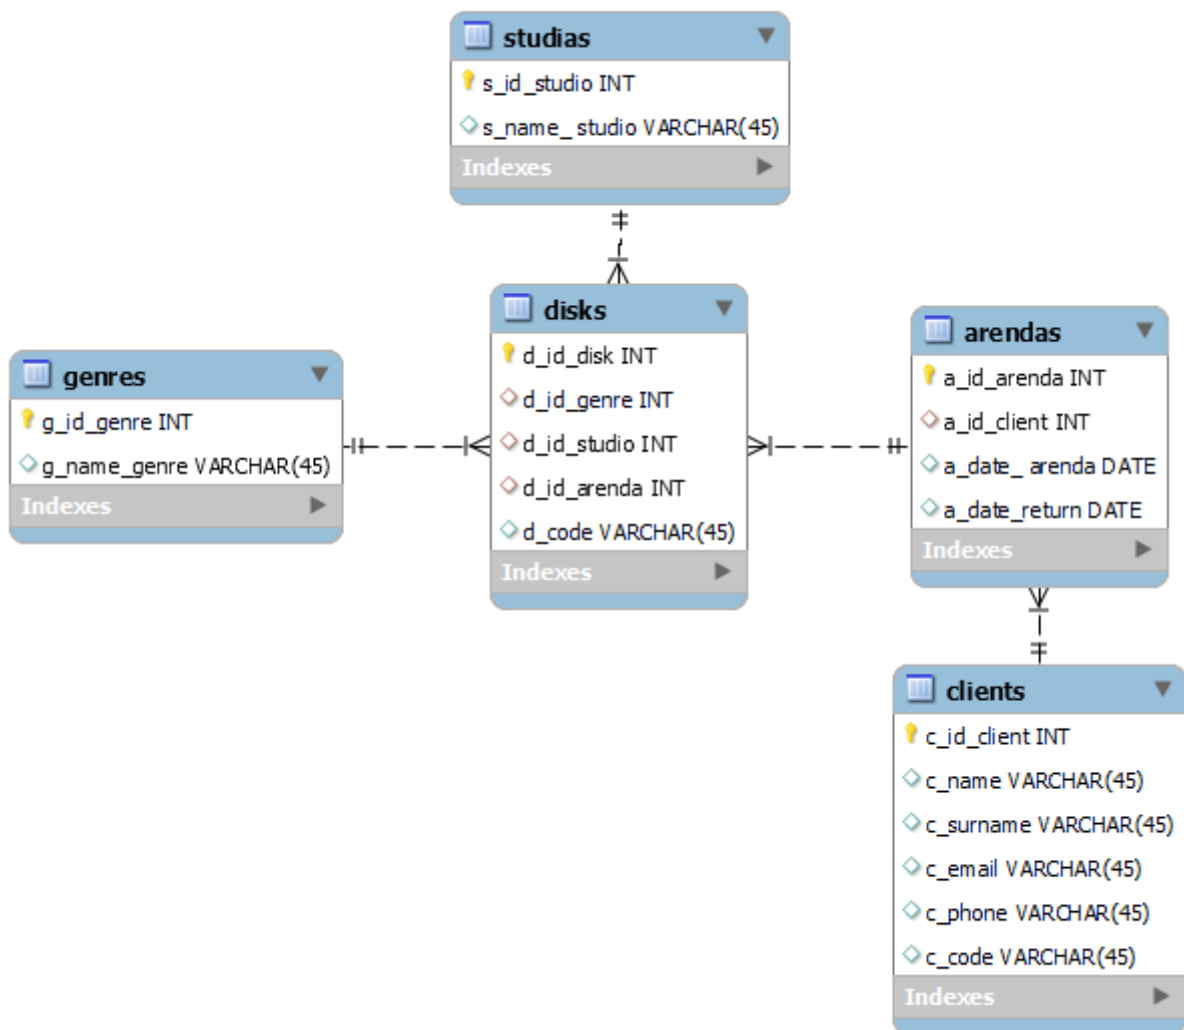 studias
s_id_studio INT
s_name_ studio VARCHAR(45)
Indexes
disks
d_id_disk INT
d_id_genre INT
d_id_studio INT
d_id_arenda INT
d_code VARCHAR(45)
Indexes
genres
g_id_genre INT
g_name_genre VARCHAR(45)
Indexes
arendas
a_id_arenda INT
a_id_client INT
a_date_ arenda DATE
a_date_return DATE
Indexes
clients
c_id_client INT
c_name VARCHAR(45)
c_surname VARCHAR(45)
c_email VARCHAR(45)
c_phone VARCHAR(45)
c_code VARCHAR(45)
Indexes